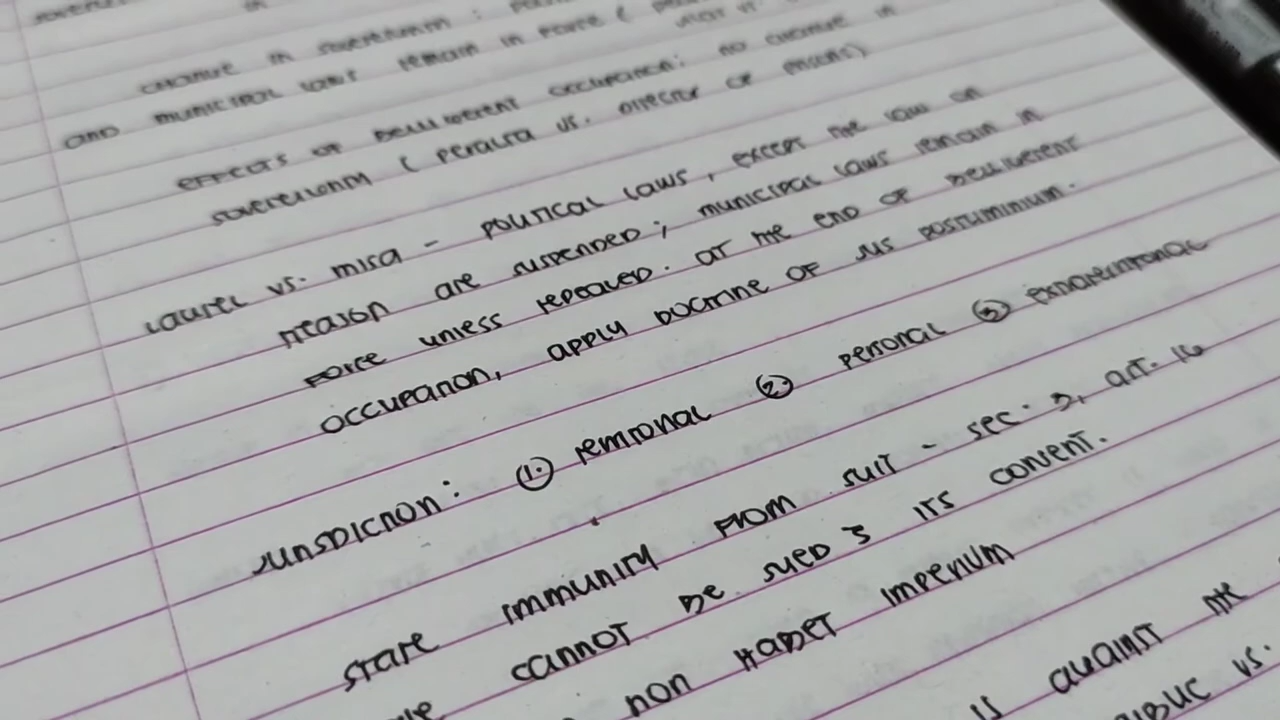 change in sovereignty:
and municipal laws remain in force (
effects of belligerent occupation: no change in
sovereignty (Peralta vs. Director of Prisons)
Laurel vs. Misa - political laws, except the law on
treason are suspended; municipal laws remain in
force unless repealed. At the end of belligerent
occupation, apply doctrine of jus postliminium.
Jurisdiction: ① territorial ② personal ③ extraterritorial
state immunity from suit - sec. 3, art. 16
cannot be sued its consent.
non habet imperium
is against the
vs.